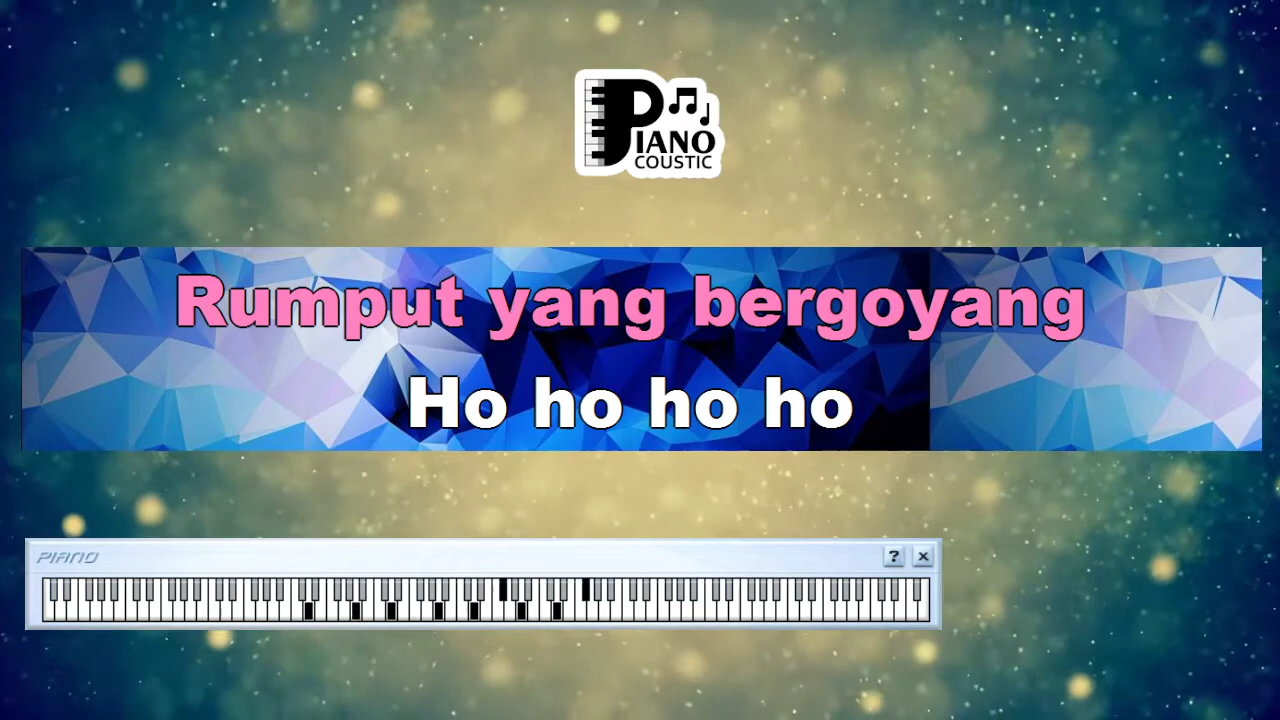 PIANO
COUSTIC
Rumput yang bergoyang
Ho ho ho ho
PIANO
? ×